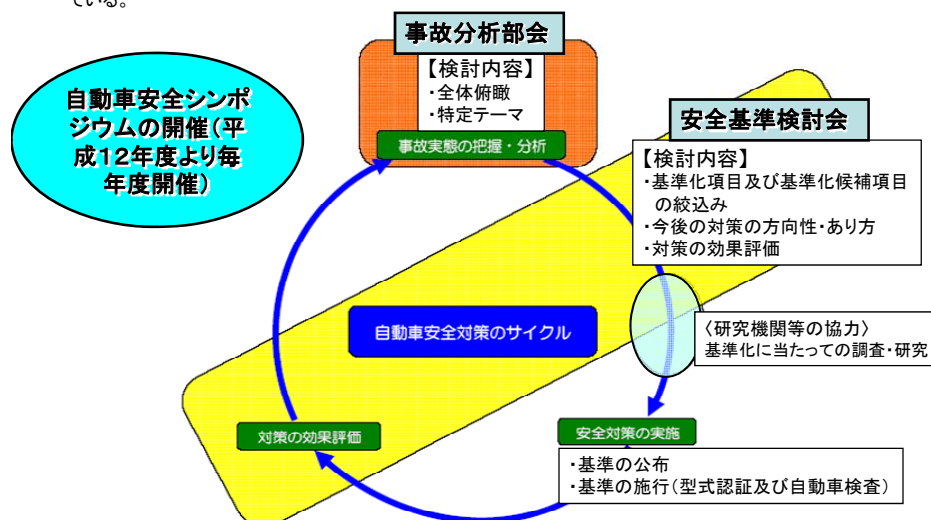 ている。
事故分析部会
【検討内容】
・全体俯瞰
・特定テーマ
事故実態の把握・分析
自動車安全シンポ
ジウムの開催(平
成12年度より毎
年度開催)
安全基準検討会
【検討内容】
・基準化項目及び基準化候補項目
の絞込み
・今後の対策の方向性・あり方
・対策の効果評価
自動車安全対策のサイクル
〈研究機関等の協力〉
基準化に当たっての調査・研究
対策の効果評価
安全対策の実施
・基準の公布
・基準の施行(型式認証及び自動車検査)